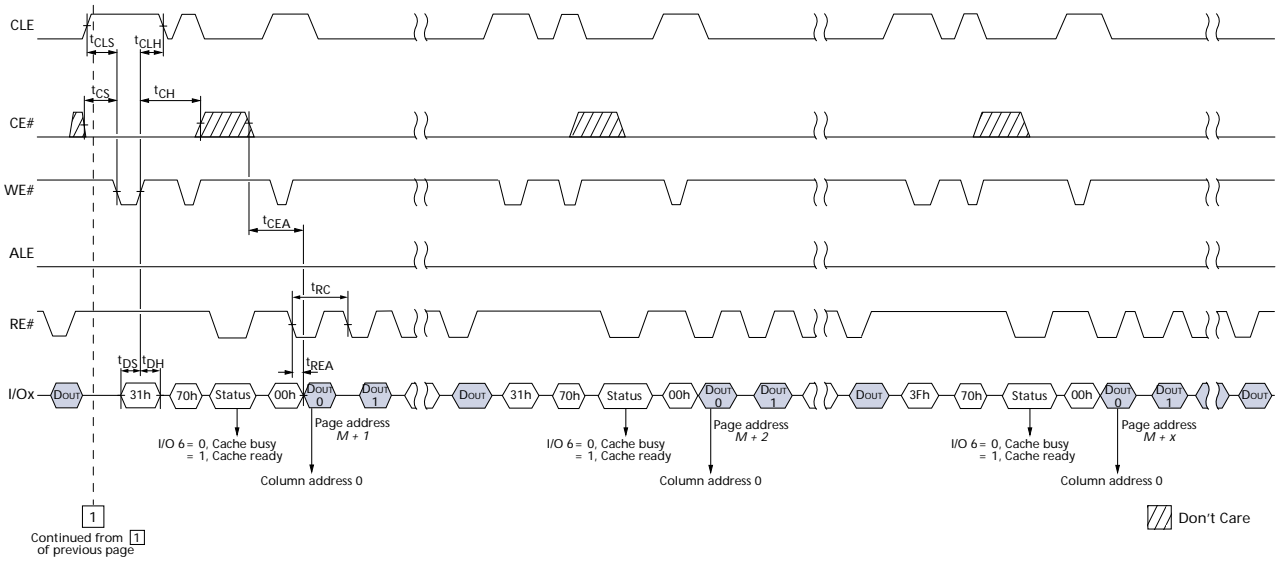 CLE
tCLS tCLH
tCS tCH
CE#
WE#
tCEA
ALE
tRC
RE#
tDS tDH tREA
I/Ox DOUT 31h 70h Status 00h DOUT 0 DOUT 1 DOUT 31h 70h Status 00h DOUT 0 DOUT 1 DOUT 3Fh 70h Status 00h DOUT 0 DOUT 1 DOUT
Page address
M + 1
Page address
M + 2
Page address
M + x
I/O 6 = 0, Cache busy
= 1, Cache ready
I/O 6 = 0, Cache busy
= 1, Cache ready
I/O 6 = 0, Cache busy
= 1, Cache ready
Column address 0
Column address 0
Column address 0
1
Continued from 1
of previous page
Don't Care